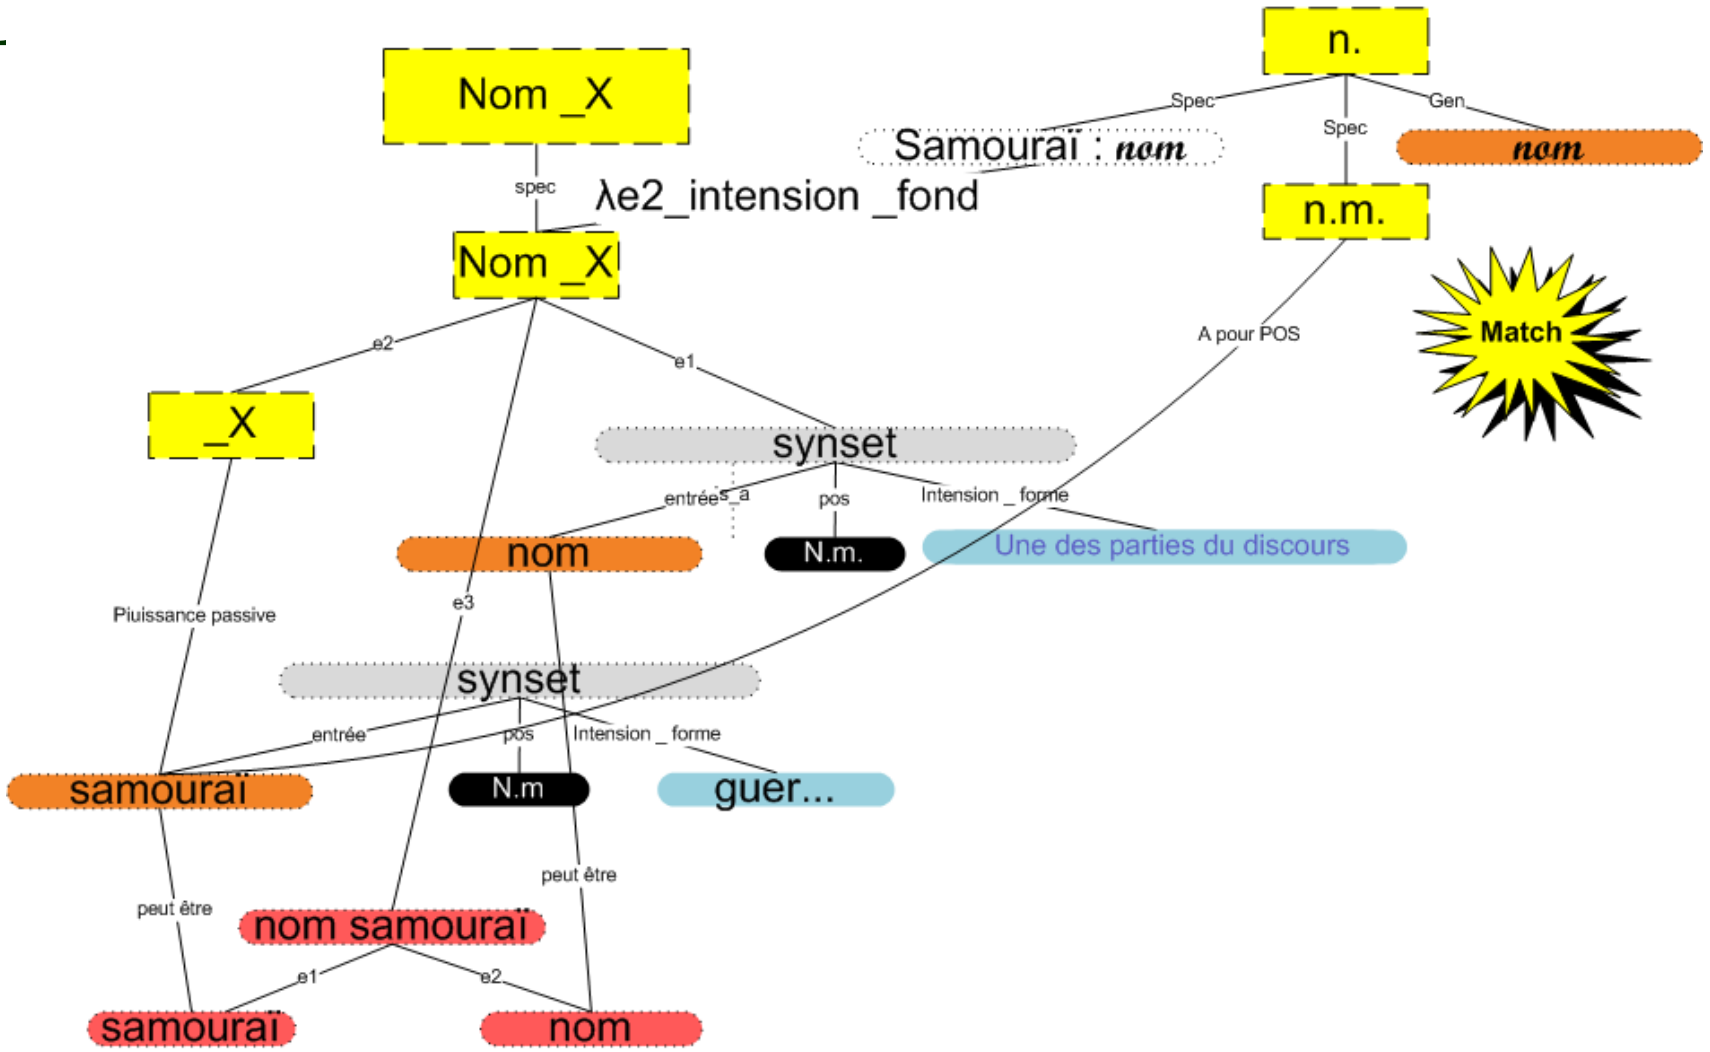 n.
Nom _X
Spec
Gen
Spec
Samouraï : nom
nom
spec
λe2_intension _fond
n.m.
Nom _X
Match
A pour POS
e2
e1
_X
synset
entrée
s_a
pos
Intension _ forme
nom
N.m.
Une des parties du discours
e3
Piuissance passive
synset
entrée
pos
Intension _ forme
samouraï
N.m
guer...
peut être
peut être
nom samouraï
e1
e2
samouraï
nom